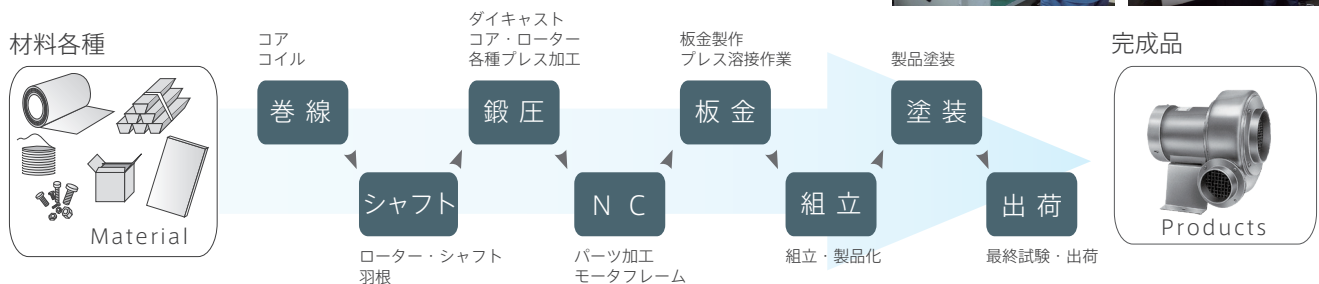 材料各種
Material
コア
コイル
巻線
シャフト
ローター・シャフト
羽根
ダイキャスト
コア・ローター
各種プレス加工
鍛圧
NC
パーツ加工
モータフレーム
板金製作
プレス溶接作業
板金
組立
組立・製品化
製品塗装
塗装
出荷
最終試験・出荷
完成品
Products